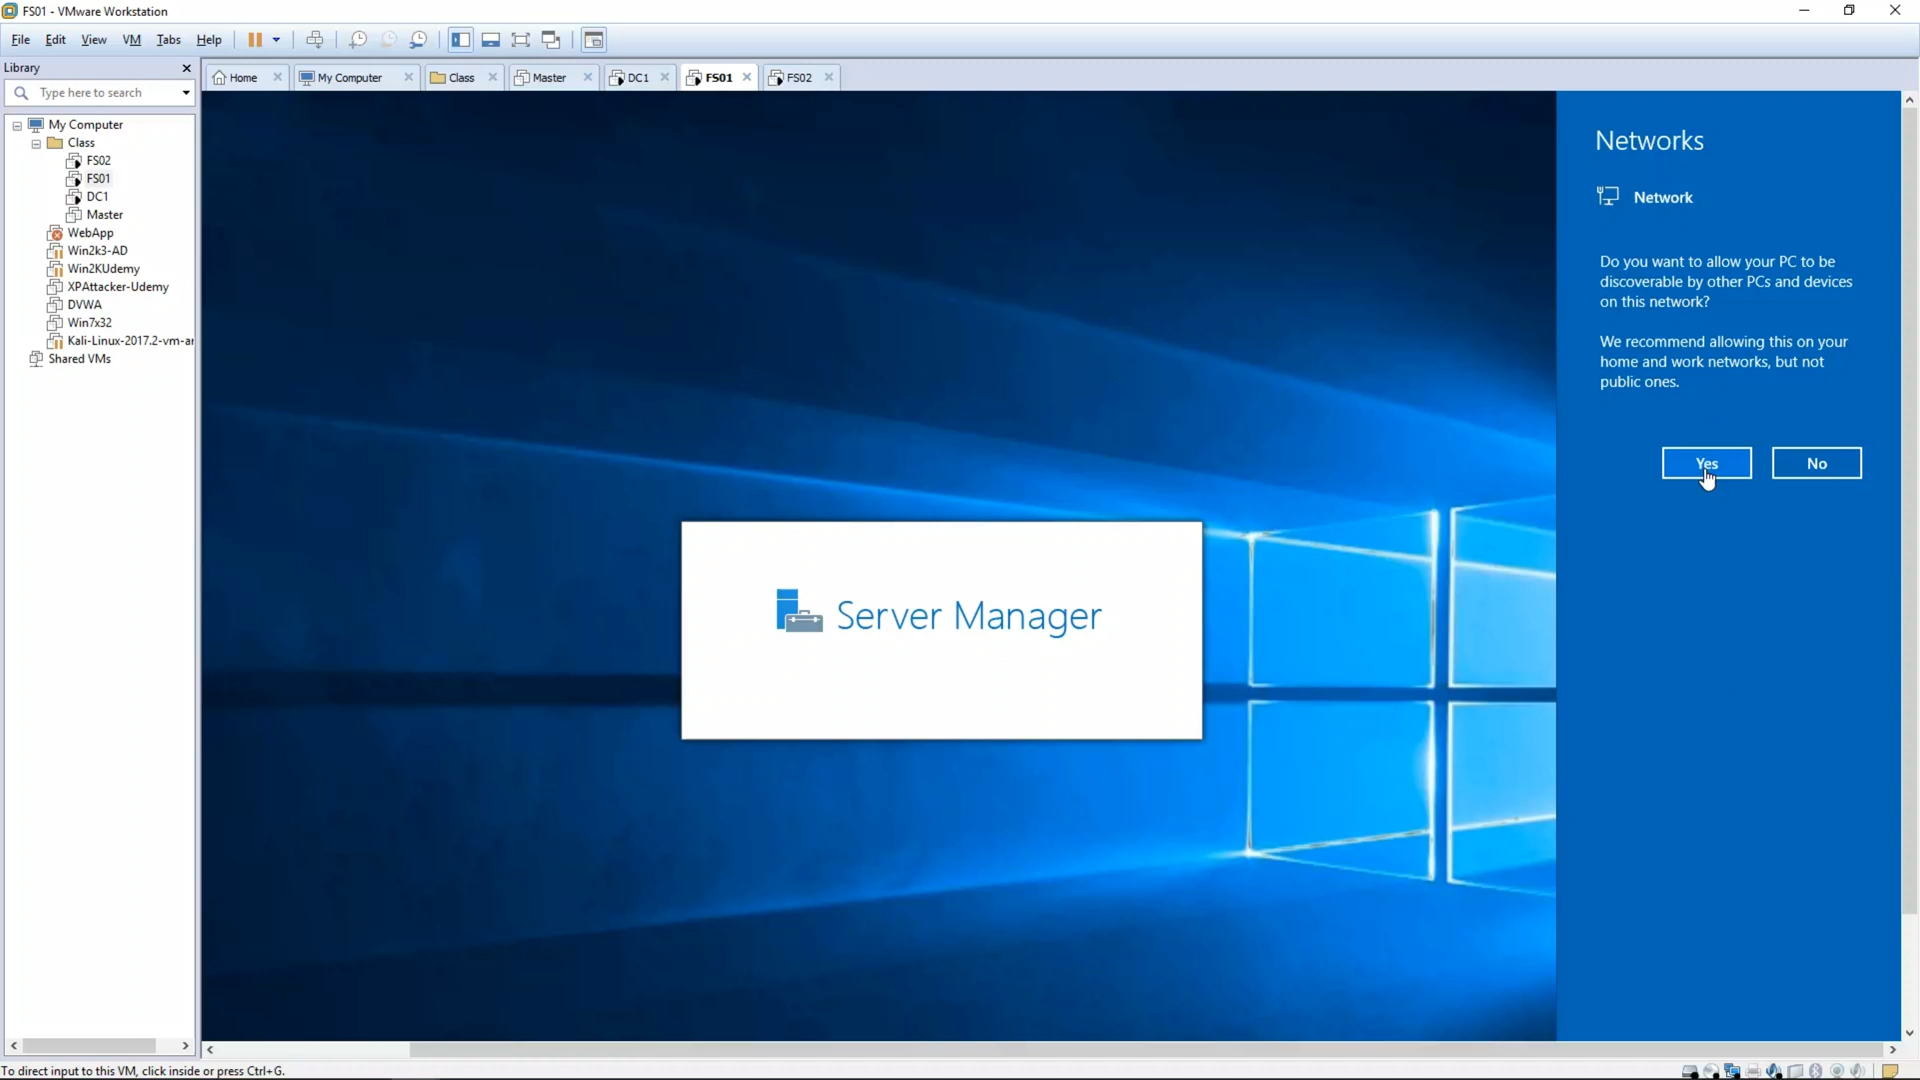 FS01 - VMware Workstation
File Edit View VM Tabs Help
Library
Type here to search
My Computer
Class
FS02
FS01
DC1
Master
WebApp
Win2k3-AD
Win2KUdemy
XPAttacker-Udemy
DVWA
Win7x32
Kali-Linux-2017.2-vm-ar
Shared VMs
Home My Computer Class Master DC1 FS01 FS02
Server Manager
Networks
Network
Do you want to allow your PC to be
discoverable by other PCs and devices
on this network?
We recommend allowing this on your
home and work networks, but not
public ones.
Yes No
To direct input to this VM, click inside or press Ctrl+G.